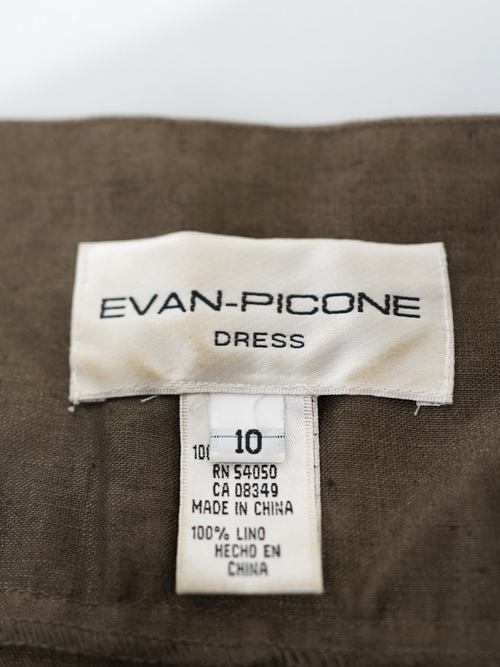 EVAN-PICONE
DRESS
10
RN 54050
CA 08349
MADE IN CHINA
100% LINO
HECHO EN
CHINA